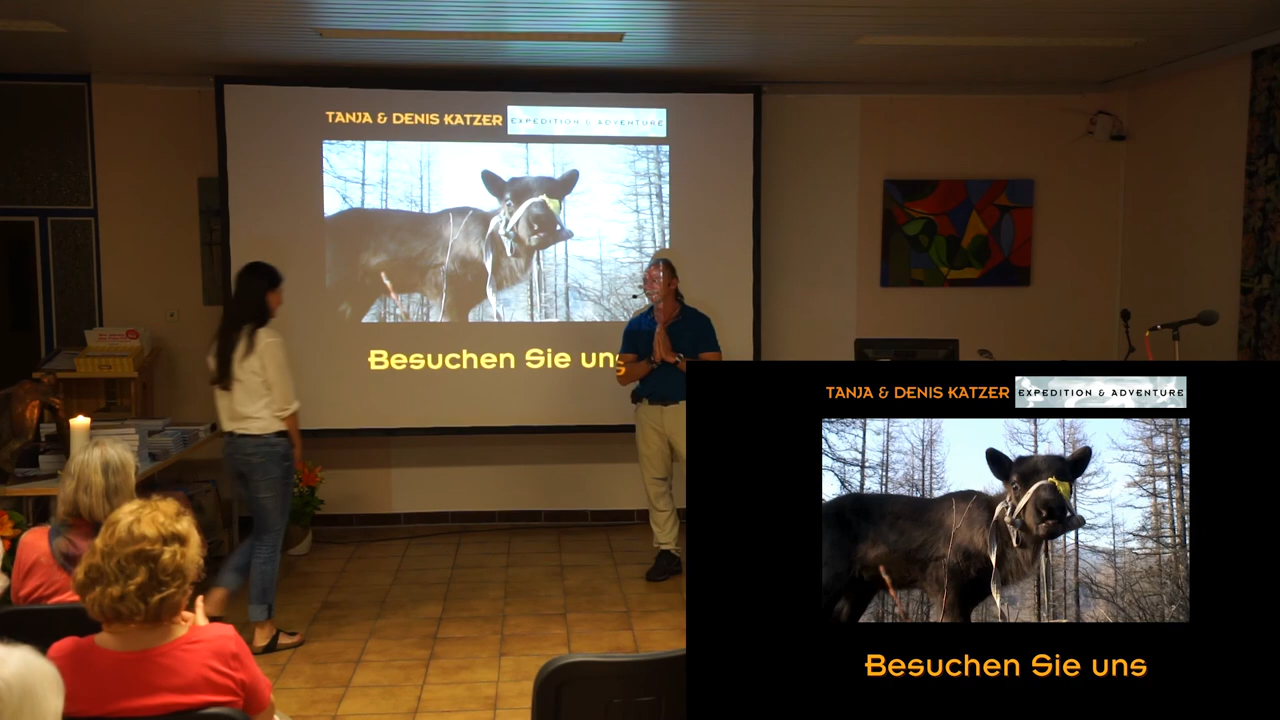 TANJA & DENIS KATZER EXPEDITION & ADVENTURE
Besuchen Sie uns
TANJA & DENIS KATZER EXPEDITION & ADVENTURE
Besuchen Sie uns